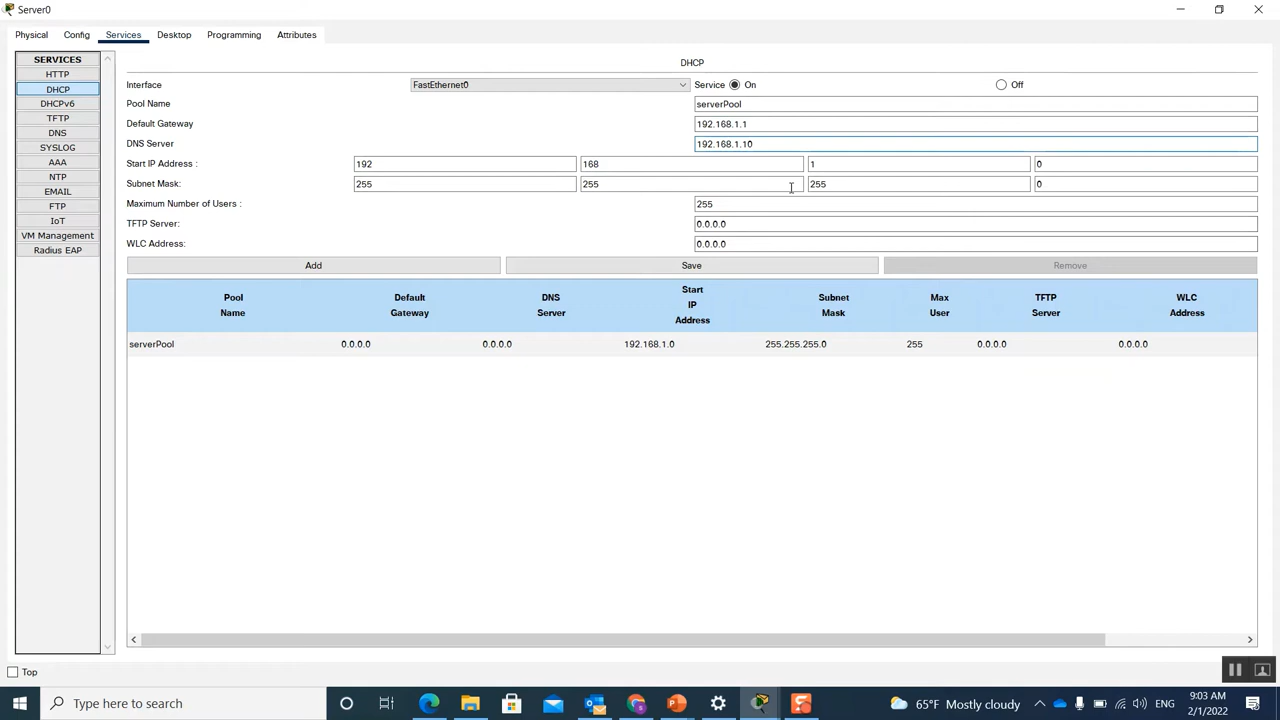 Server0
Physical Config Services Desktop Programming Attributes
SERVICES
HTTP
DHCP
DHCPv6
TFTP
DNS
SYSLOG
AAA
NTP
EMAIL
FTP
IoT
VM Management
Radius EAP
DHCP
Interface FastEthernet0 Service On Off
Pool Name serverPool
Default Gateway 192.168.1.1
DNS Server 192.168.1.10
Start IP Address : 192 168 1 0
Subnet Mask: 255 255 255 0
Maximum Number of Users : 255
TFTP Server: 0.0.0.0
WLC Address: 0.0.0.0
Add Save Remove
Pool Name
Default Gateway
DNS Server
Start IP Address
Subnet Mask
Max User
TFTP Server
WLC Address
serverPool 0.0.0.0 0.0.0.0 192.168.1.0 255.255.255.0 255 0.0.0.0 0.0.0.0
Top
Type here to search
65°F Mostly cloudy
ENG
9:03 AM
2/1/2022